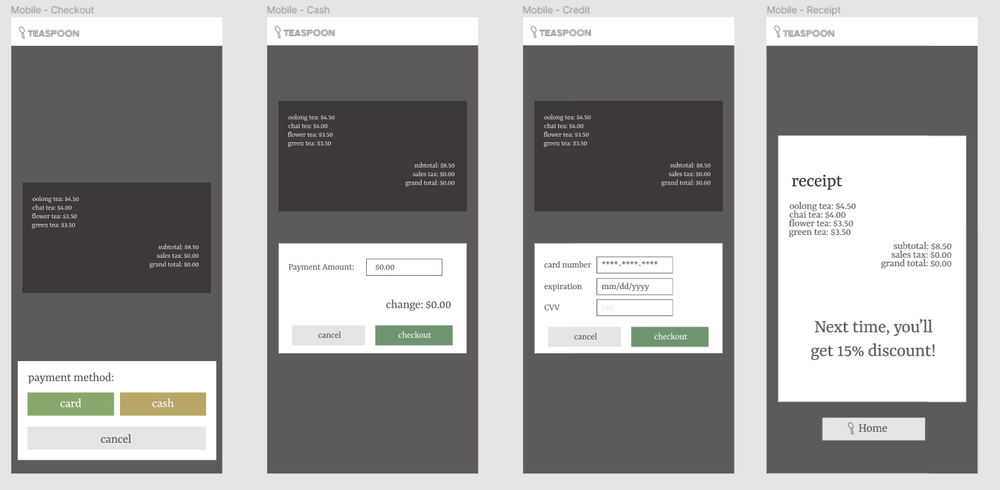 Mobile - Checkout
TEASPOON
oolong tea: $4.50
chai tea: $4.00
flower tea: $3.50
green tea: $3.50
subtotal: $8.50
sales tax: $0.00
grand total: $0.00
payment method:
card
cash
cancel
Mobile - Cash
TEASPOON
oolong tea: $4.50
chai tea: $4.00
flower tea: $3.50
green tea: $3.50
subtotal: $8.50
sales tax: $0.00
grand total: $0.00
Payment Amount: $0.00
change: $0.00
cancel
checkout
Mobile - Credit
TEASPOON
oolong tea: $4.50
chai tea: $4.00
flower tea: $3.50
green tea: $3.50
subtotal: $8.50
sales tax: $0.00
grand total: $0.00
card number ****-****-****
expiration mm/dd/yyyy
CVV cvv
cancel
checkout
Mobile - Receipt
TEASPOON
receipt
oolong tea: $4.50
chai tea: $4.00
flower tea: $3.50
green tea: $3.50
subtotal: $8.50
sales tax: $0.00
grand total: $0.00
Next time, you’ll
get 15% discount!
Home